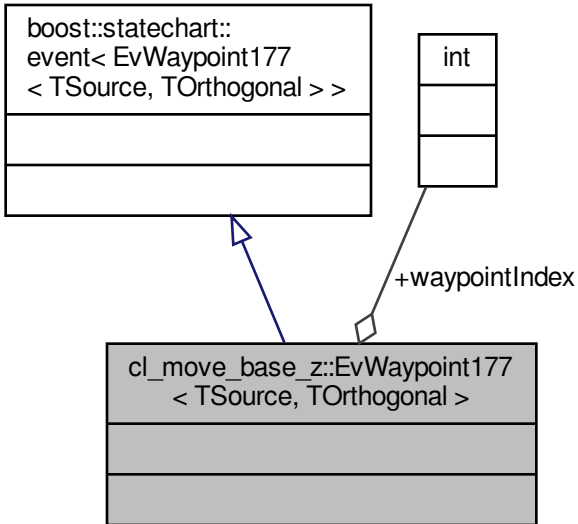 boost::statechart::
event< EvWaypoint177
< TSource, TOrthogonal > >
int
+waypointIndex
cl_move_base_z::EvWaypoint177
< TSource, TOrthogonal >